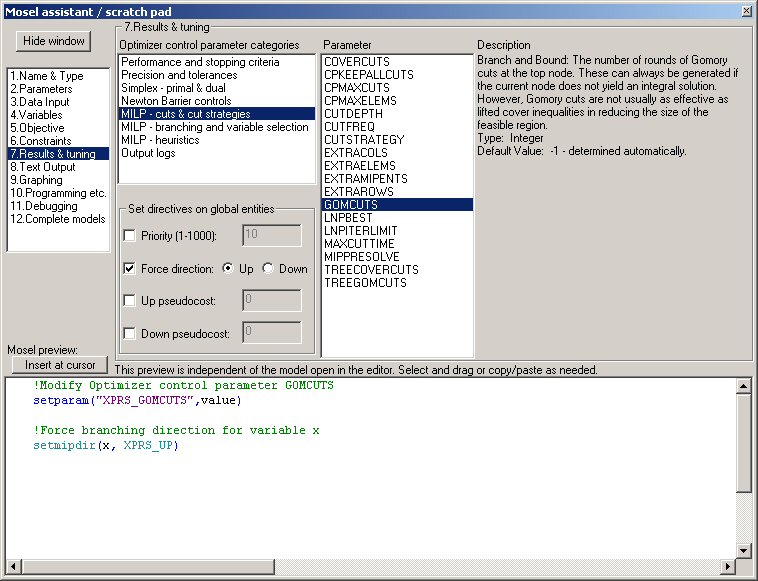 Mosel assistant / scratch pad
Hide window
1.Name & Type
2.Parameters
3.Data Input
4.Variables
5.Objective
6.Constraints
7.Results & tuning
8.Text Output
9.Graphing
10.Programming etc.
11.Debugging
12.Complete models
7.Results & tuning
Optimizer control parameter categories
Performance and stopping criteria
Precision and tolerances
Simplex - primal & dual
Newton Barrier controls
MILP - cuts & cut strategies
MILP - branching and variable selection
MILP - heuristics
Output logs
Set directives on global entities
Priority (1-1000):
10
Force direction:
Up
Down
Up pseudocost:
0
Down pseudocost:
0
Parameter
COVERCUTS
CPKEEPALLCUTS
CPMAXCUTS
CPMAXELEMS
CUTDEPTH
CUTFREQ
CUTSTRATEGY
EXTRACOLS
EXTRAELEMS
EXTRAMIPENTS
EXTRAROWS
GOMCUTS
LNPBEST
LNPITERLIMIT
MAXCUTTIME
MIPPRESOLVE
TREECOVERCUTS
TREEGOMCUTS
Description
Branch and Bound: The number of rounds of Gomory
cuts at the top node. These can always be generated if
the current node does not yield an integral solution.
However, Gomory cuts are not usually as effective as
lifted cover inequalities in reducing the size of the
feasible region.
Type: Integer
Default Value: -1 - determined automatically.
Mosel preview:
Insert at cursor
This preview is independent of the model open in the editor. Select and drag or copy/paste as needed.
!Modify Optimizer control parameter GOMCUTS
setparam("XPRS_GOMCUTS",value)
!Force branching direction for variable x
setmipdir(x, XPRS_UP)